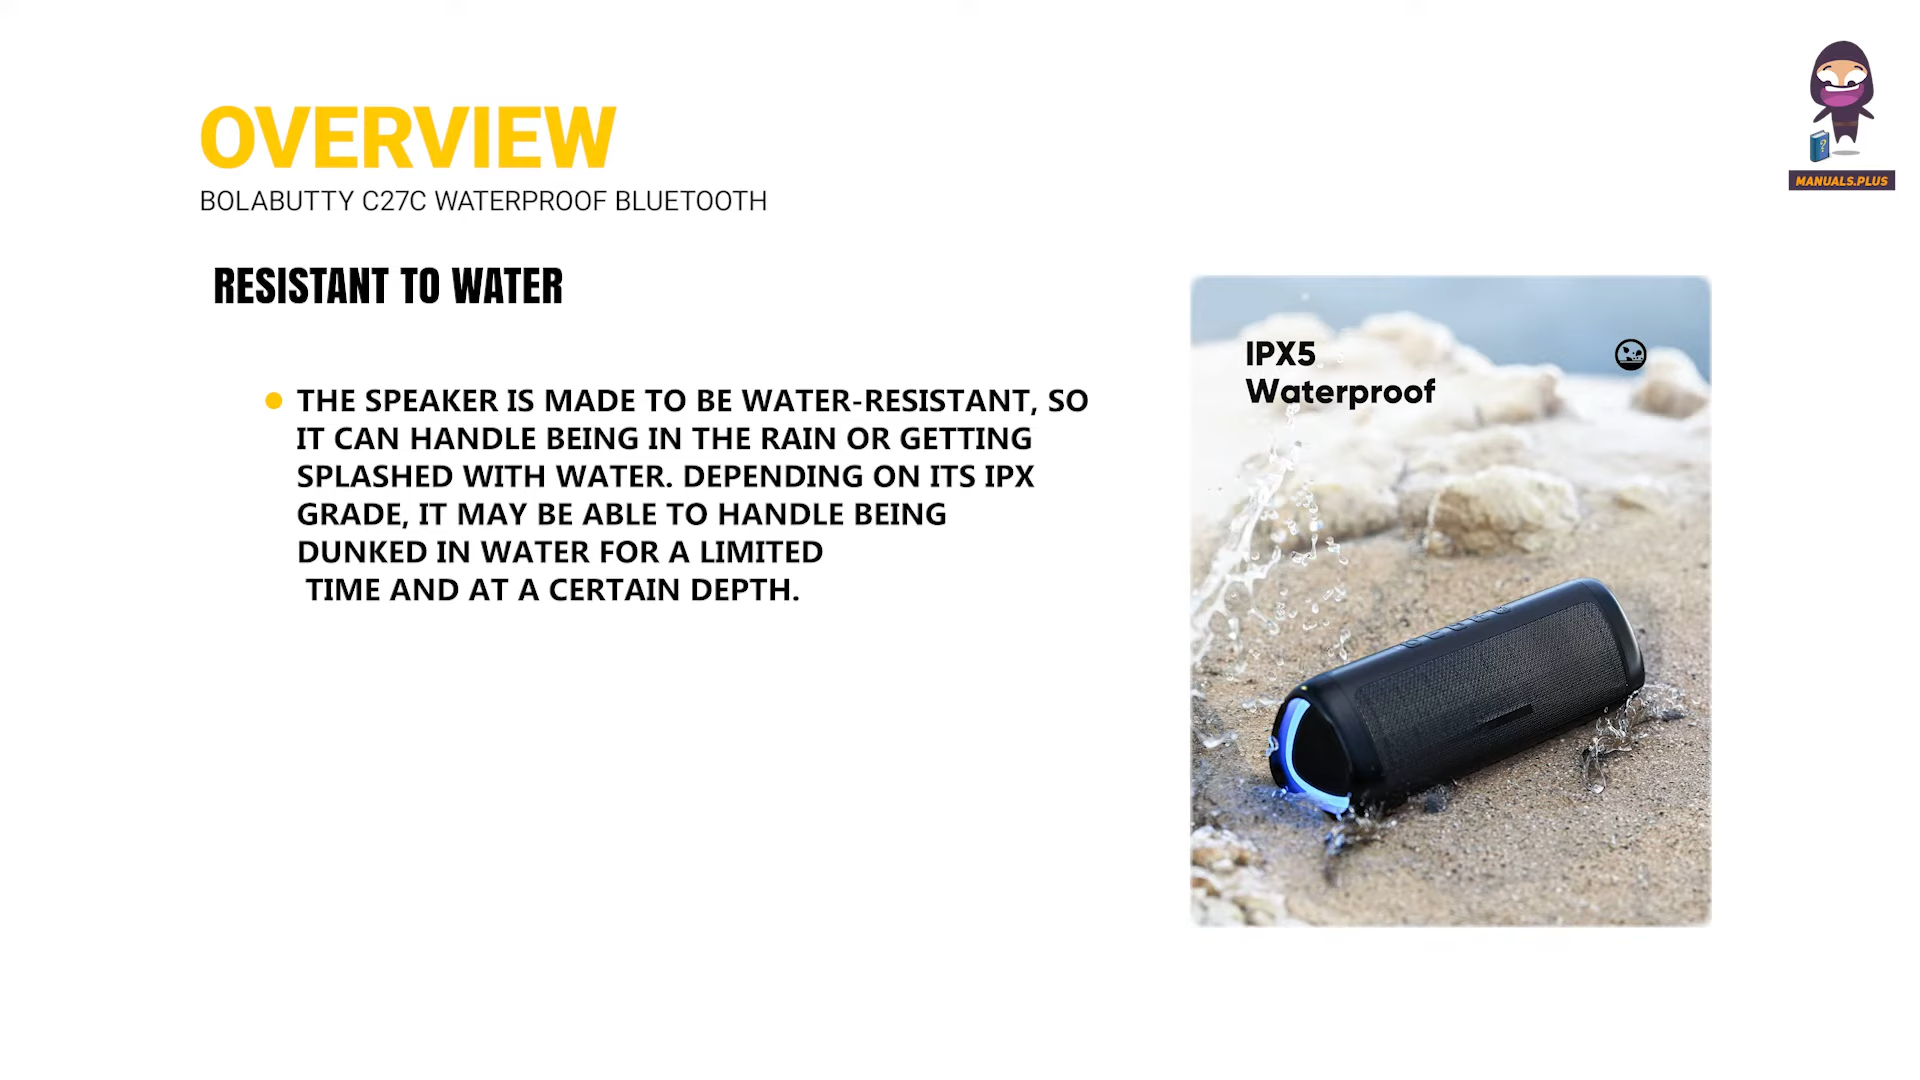 OVERVIEW
BOLABUTTY C27C WATERPROOF BLUETOOTH
MANUALS.PLUS
RESISTANT TO WATER
THE SPEAKER IS MADE TO BE WATER-RESISTANT, SO
IT CAN HANDLE BEING IN THE RAIN OR GETTING
SPLASHED WITH WATER. DEPENDING ON ITS IPX
GRADE, IT MAY BE ABLE TO HANDLE BEING
DUNKED IN WATER FOR A LIMITED
TIME AND AT A CERTAIN DEPTH.
IPX5
Waterproof
?